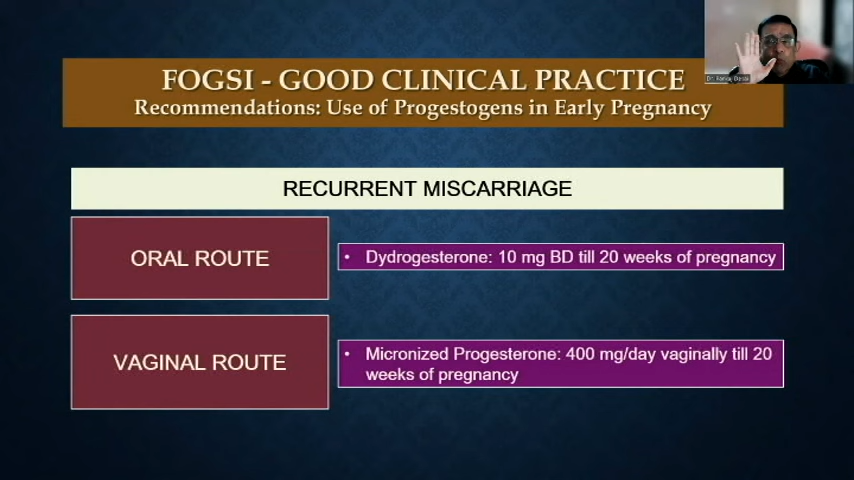 FOGSI - GOOD CLINICAL PRACTICE
Recommendations: Use of Progestogens in Early Pregnancy
RECURRENT MISCARRIAGE
ORAL ROUTE
• Dydrogesterone: 10 mg BD till 20 weeks of pregnancy
VAGINAL ROUTE
• Micronized Progesterone: 400 mg/day vaginally till 20
weeks of pregnancy
Dr.